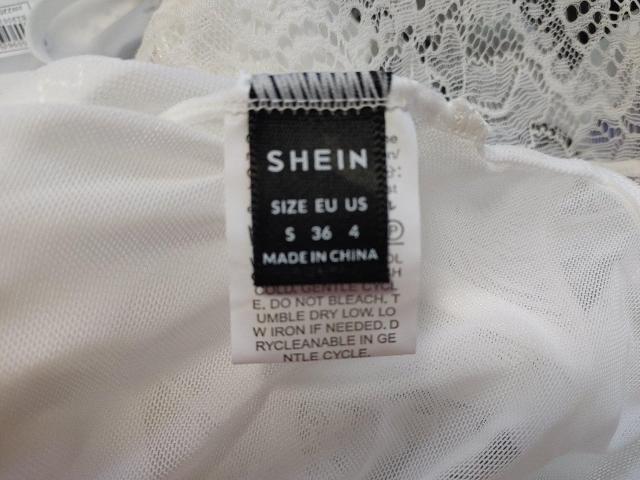 SHEIN
SIZE EU US
S 36 4
MADE IN CHINA
COLD. GENTLE CYCL
E. DO NOT BLEACH. T
UMBLE DRY LOW. LO
W IRON IF NEEDED. D
RYCLEANABLE IN GE
NTLE CYCLE.